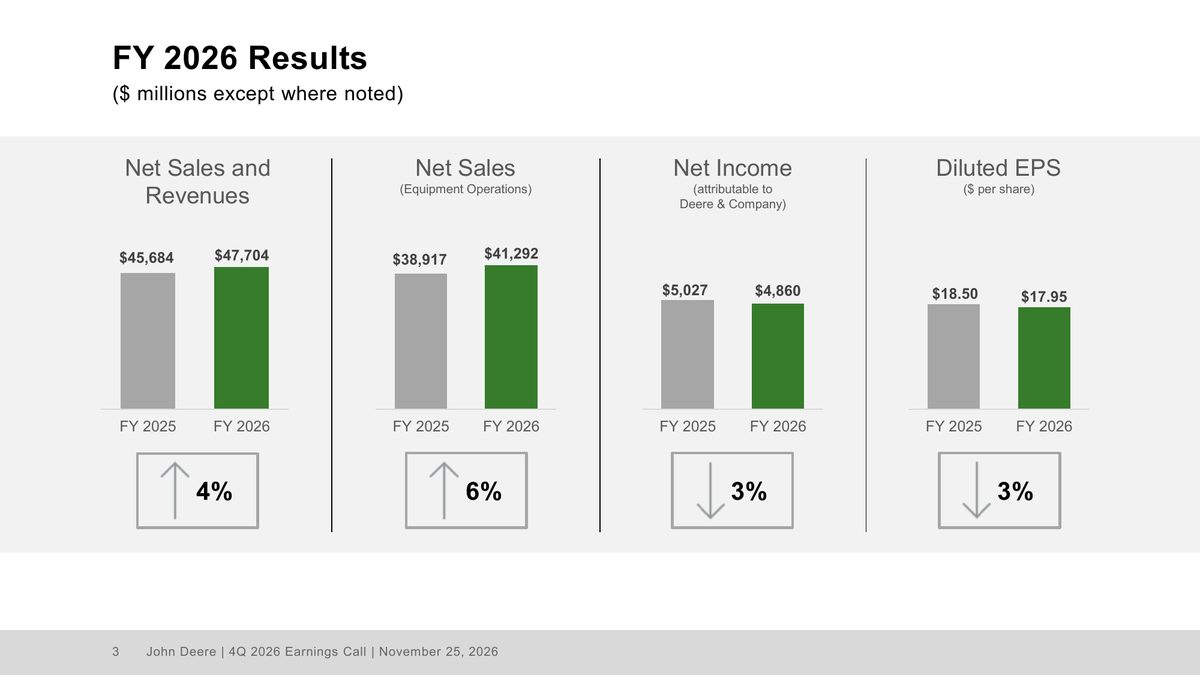 FY 2026 Results
($ millions except where noted)
Net Sales and
Revenues
$45,684
$47,704
FY 2025
FY 2026
4%
Net Sales
(Equipment Operations)
$38,917
$41,292
FY 2025
FY 2026
6%
Net Income
(attributable to
Deere & Company)
$5,027
$4,860
FY 2025
FY 2026
3%
Diluted EPS
($ per share)
$18.50
$17.95
FY 2025
FY 2026
3%
3 John Deere | 4Q 2026 Earnings Call | November 25, 2026